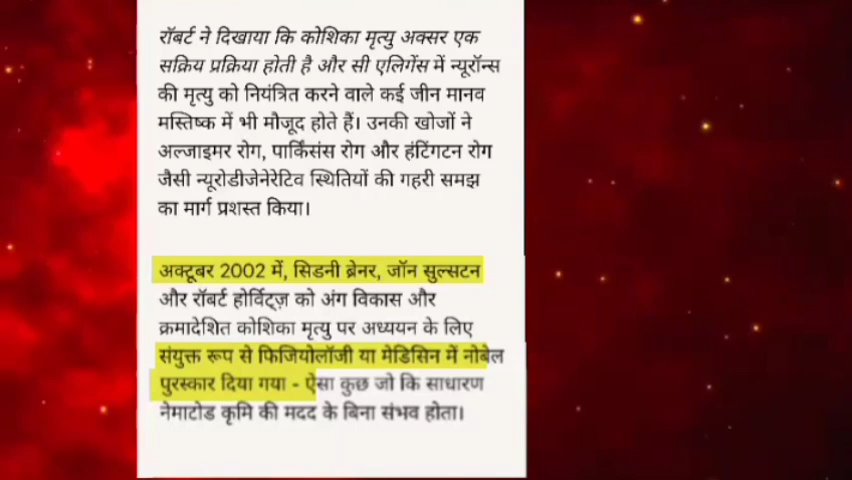 रॉबर्ट ने दिखाया कि कोशिका मृत्यु अक्सर एक
सक्रिय प्रक्रिया होती है और सी एलिगेंस में न्यूरॉन्स
की मृत्यु को नियंत्रित करने वाले कई जीन मानव
मस्तिष्क में भी मौजूद होते हैं। उनकी खोजों ने
अल्जाइमर रोग, पार्किंसंस रोग और हंटिंगटन रोग
जैसी न्यूरोडीजेनेरेटिव स्थितियों की गहरी समझ
का मार्ग प्रशस्त किया।
अक्टूबर 2002 में, सिडनी ब्रेनर, जॉन सुल्सटन
और रॉबर्ट होर्विट्ज़ को अंग विकास और
क्रमादेशित कोशिका मृत्यु पर अध्ययन के लिए
संयुक्त रूप से फिजियोलॉजी या मेडिसिन में नोबेल
पुरस्कार दिया गया - ऐसा कुछ जो कि साधारण
नेमाटोड कृमि की मदद के बिना संभव होता।